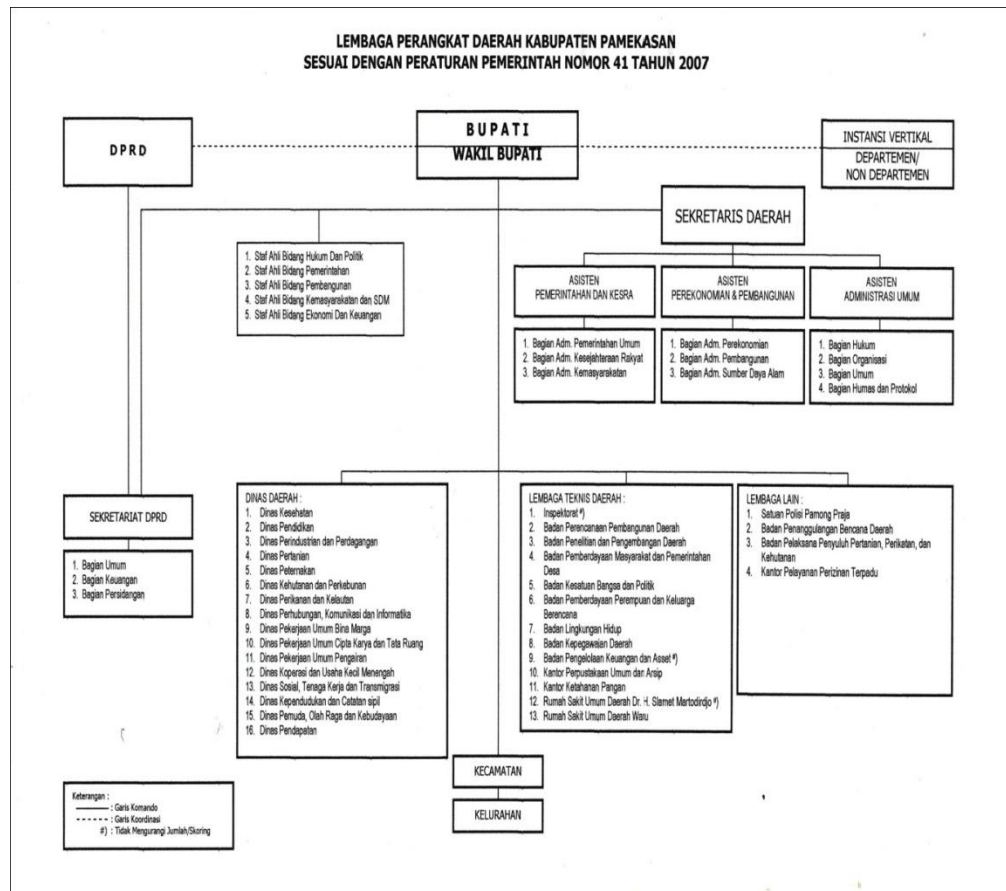 LEMBAGA PERANGKAT DAERAH KABUPATEN PAMEKASAN
SESUAI DENGAN PERATURAN PEMERINTAH NOMOR 41 TAHUN 2007
DPRD
BUPATI
WAKIL BUPATI
INSTANSI VERTIKAL
DEPARTEMEN/
NON DEPARTEMEN
SEKRETARIS DAERAH
1. Staf Ahli Bidang Hukum Dan Politik
2. Staf Ahli Bidang Pemerintahan
3. Staf Ahli Bidang Pembangunan
4. Staf Ahli Bidang Kemasyarakatan dan SDM
5. Staf Ahli Bidang Ekonomi Dan Keuangan
ASISTEN
PEMERINTAHAN DAN KESRA
ASISTEN
PEREKONOMIAN & PEMBANGUNAN
ASISTEN
ADMINISTRASI UMUM
1. Bagian Adm. Pemerintahan Umum
2. Bagian Adm. Kesejahteraan Rakyat
3. Bagian Adm. Kemasyarakatan
1. Bagian Adm. Perekonomian
2. Bagian Adm. Pembangunan
3. Bagian Adm. Sumber Daya Alam
1. Bagian Hukum
2. Bagian Organisasi
3. Bagian Umum
4. Bagian Humas dan Protokol
SEKRETARIAT DPRD
1. Bagian Umum
2. Bagian Keuangan
3. Bagian Persidangan
DINAS DAERAH :
1. Dinas Kesehatan
2. Dinas Pendidikan
3. Dinas Perindustrian dan Perdagangan
4. Dinas Pertanian
5. Dinas Peternakan
6. Dinas Kehutanan dan Perkebunan
7. Dinas Perikanan dan Kelautan
8. Dinas Perhubungan, Komunikasi dan Informatika
9. Dinas Pekerjaan Umum Bina Marga
10. Dinas Pekerjaan Umum Cipta Karya dan Tata Ruang
11. Dinas Pekerjaan Umum Pengairan
12. Dinas Koperasi dan Usaha Kecil Menengah
13. Dinas Sosial, Tenaga Kerja dan Transmigrasi
14. Dinas Kependudukan dan Catatan sipil
15. Dinas Pemuda, Olah Raga dan Kebudayaan
16. Dinas Pendapatan
LEMBAGA TEKNIS DAERAH :
1. Inspektorat #)
2. Badan Perencanaan Pembangunan Daerah
3. Badan Penelitian dan Pengembangan Daerah
4. Badan Pemberdayaan Masyarakat dan Pemerintahan
Desa
5. Badan Kesatuan Bangsa dan Politik
6. Badan Pemberdayaan Perempuan dan Keluarga
Berencana
7. Badan Lingkungan Hidup
8. Badan Kepegawaian Daerah
9. Badan Pengelolaan Keuangan dan Asset #)
10. Kantor Perpustakaan Umum dan Arsip
11. Kantor Ketahanan Pangan
12. Rumah Sakit Umum Daerah Dr. H. Slamet Martodirdjo #)
13. Rumah Sakit Umum Daerah Waru
LEMBAGA LAIN :
1. Satuan Polisi Pamong Praja
2. Badan Penanggulangan Bencana Daerah
3. Badan Pelaksana Penyuluh Pertanian, Perikatan, dan
Kehutanan
4. Kantor Pelayanan Perizinan Terpadu
KECAMATAN
KELURAHAN
Keterangan :
: Garis Komando
: Garis Koordinasi
#) : Tidak Mengurangi Jumlah/Skoring